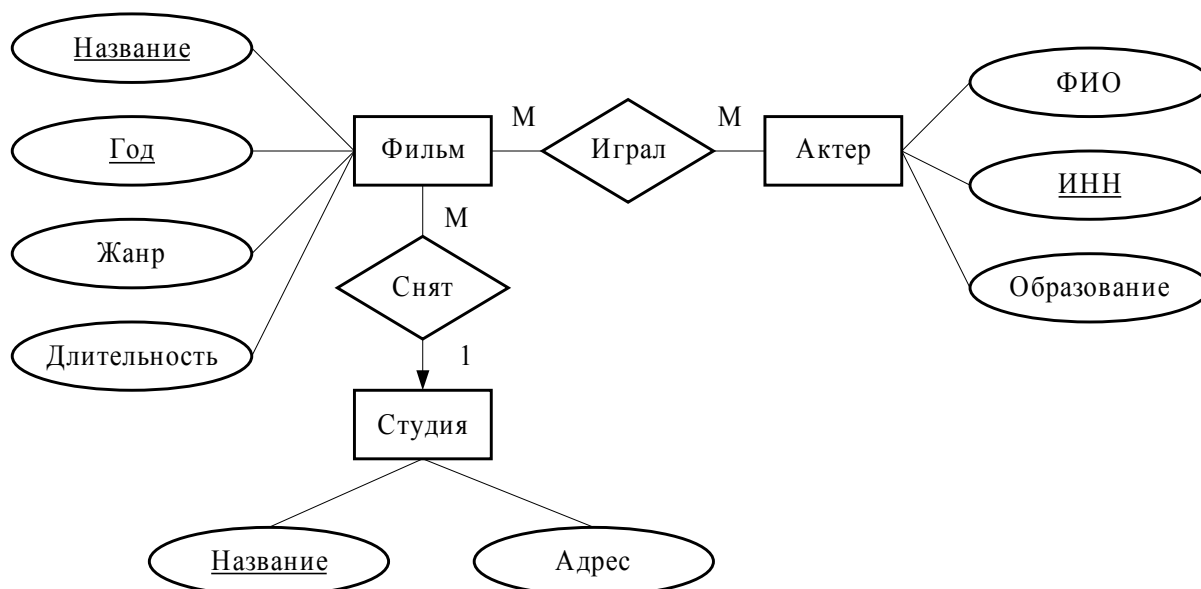 Название
Год
Жанр
Длительность
Фильм
М
Играл
М
Актер
ФИО
ИНН
Образование
М
Снят
1
Студия
Название
Адрес